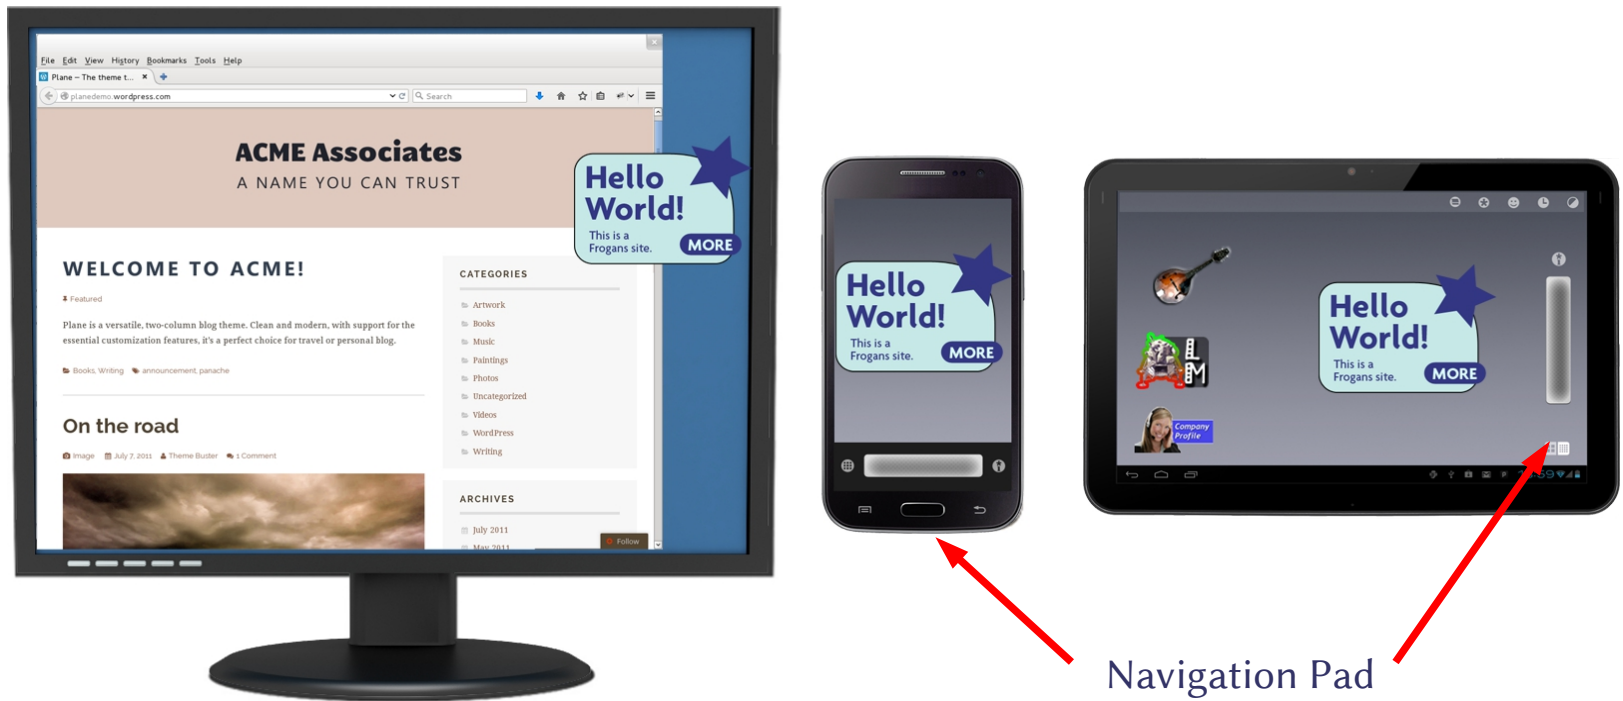 File Edit View History Bookmarks Tools Help
Plane – The theme t...
planedemo.wordpress.com
Search
ACME Associates
A NAME YOU CAN TRUST
Hello
World!
This is a
Frogans site.
MORE
WELCOME TO ACME!
Featured
Plane is a versatile, two-column blog theme. Clean and modern, with support for the
essential customization features, it's a perfect choice for travel or personal blog.
Books, Writing announcement, panache
On the road
Image July 7, 2011 Theme Buster 1 Comment
CATEGORIES
Artwork
Books
Music
Paintings
Photos
Uncategorized
Videos
WordPress
Writing
ARCHIVES
July 2011
May 2011
Follow
Hello
World!
This is a
Frogans site.
MORE
L
M
Company
Profile
Hello
World!
This is a
Frogans site.
MORE
Navigation Pad